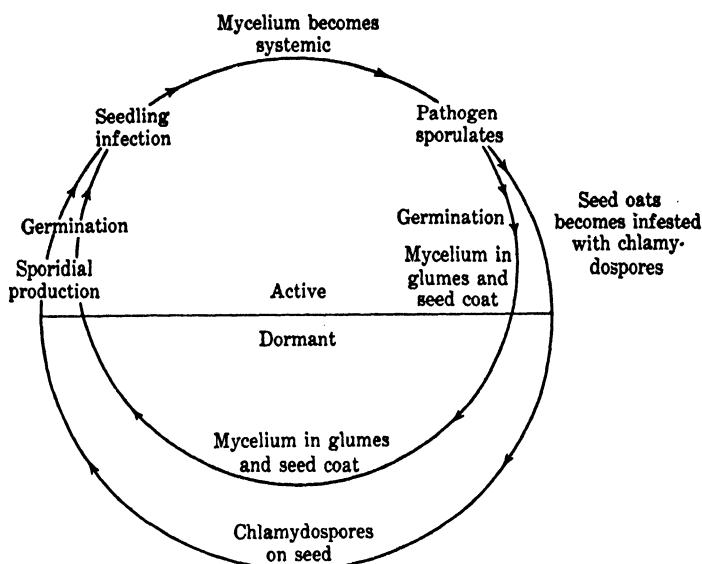 Mycelium becomes
systemic
Seedling
infection
Pathogen
sporulates
Seed oats
becomes infested
with chlamy-
dospores
Germination
Germination
Sporidial
production
Mycelium in
glumes and
seed coat
Active
Dormant
Mycelium in glumes
and seed coat
Chlamydospores
on seed